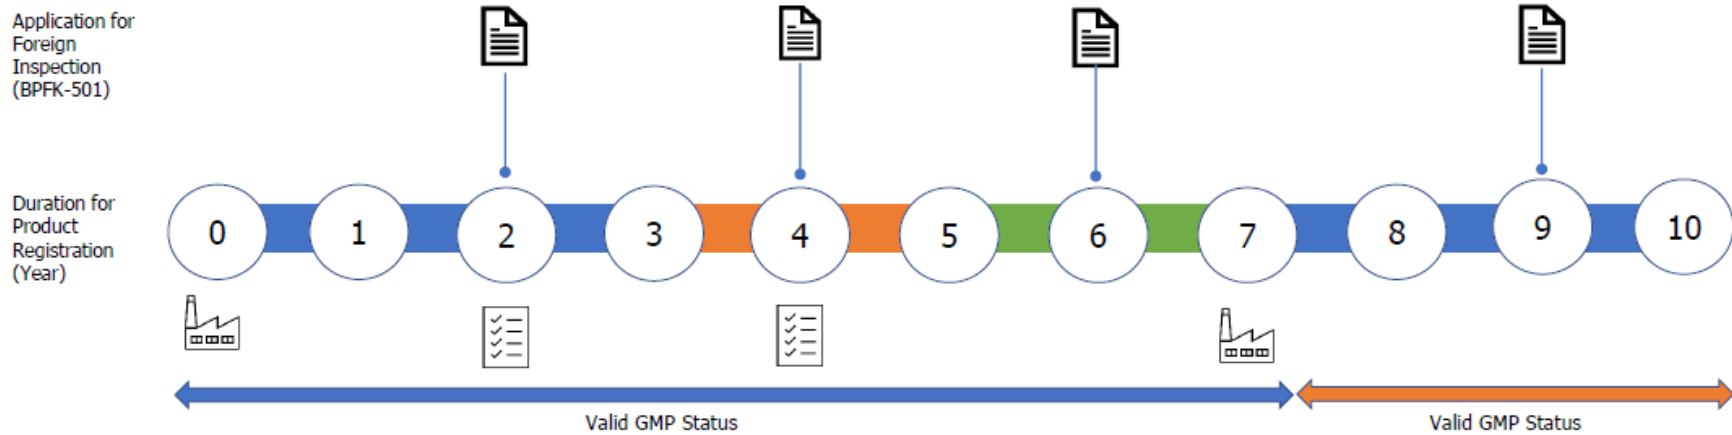 Application for
Foreign
Inspection
(BPFK-501)
Duration for
Product
Registration
(Year)
0 1 2 3 4 5 6 7 8 9 10
Valid GMP Status Valid GMP Status